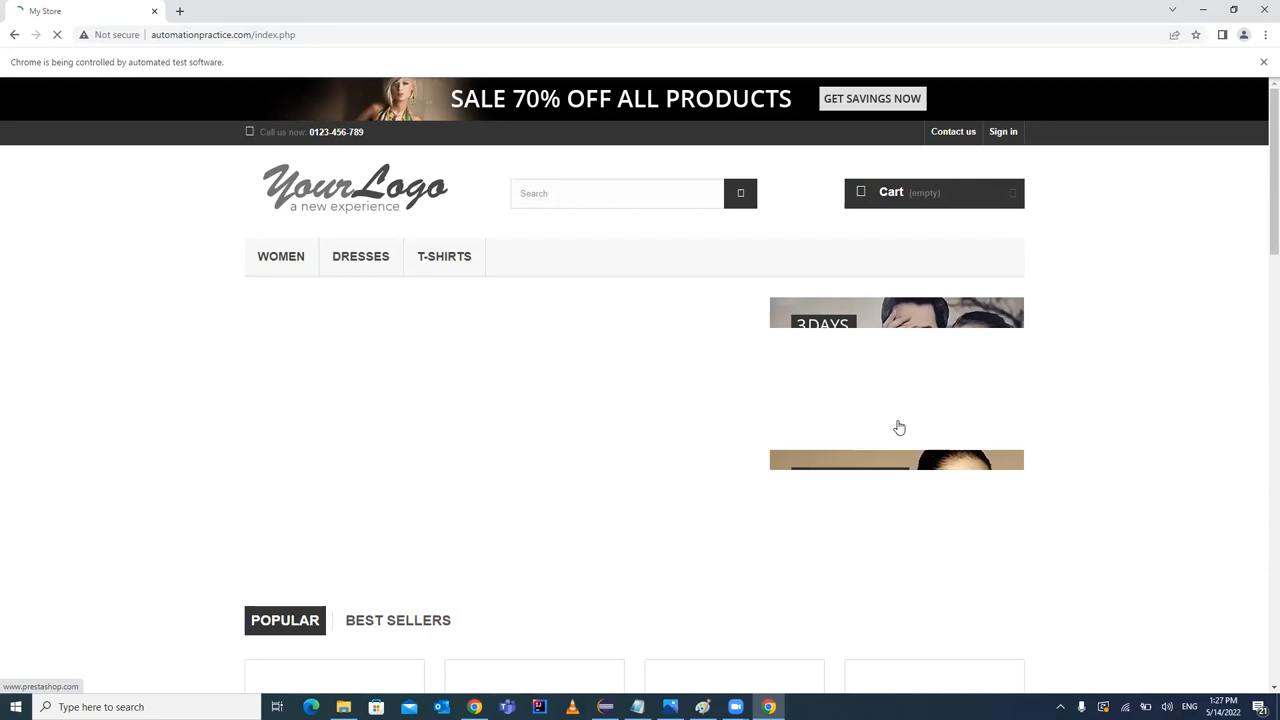 My Store
Not secure
automationpractice.com/index.php
Chrome is being controlled by automated test software.
SALE 70% OFF ALL PRODUCTS
GET SAVINGS NOW
Call us now: 0123-456-789
Contact us
Sign in
YourLogo
a new experience
Search
Cart (empty)
WOMEN
DRESSES
T-SHIRTS
3DAYS
POPULAR
BEST SELLERS
www.prestashop.com
Type here to search
ENG
1:27 PM
5/14/2022
21